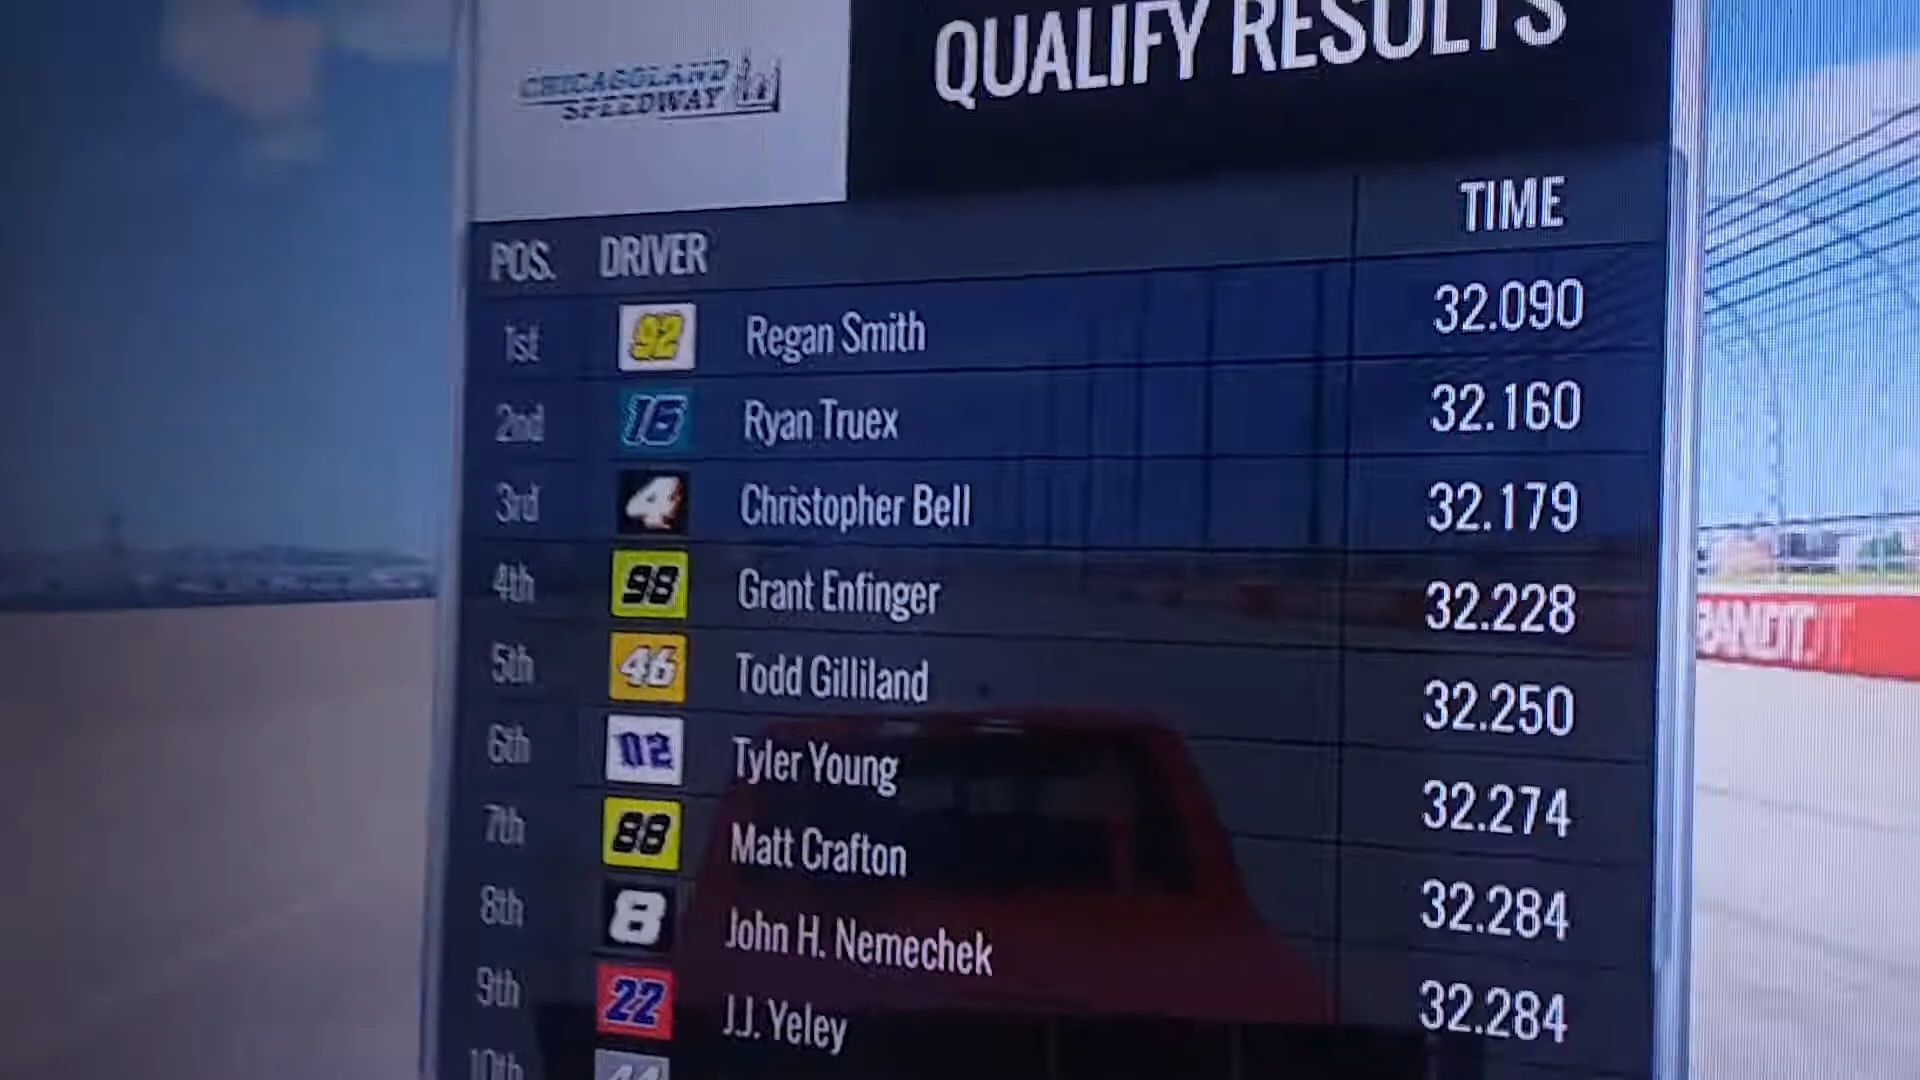 CHICAGOLAND
SPEEDWAY
QUALIFY RESULTS
POS. DRIVER TIME
1st 92 Regan Smith 32.090
2nd 16 Ryan Truex 32.160
3rd 4 Christopher Bell 32.179
4th 98 Grant Enfinger 32.228
5th 46 Todd Gilliland 32.250
6th 02 Tyler Young 32.274
7th 88 Matt Crafton 32.284
8th 8 John H. Nemechek 32.284
9th 22 J.J. Yeley
10th